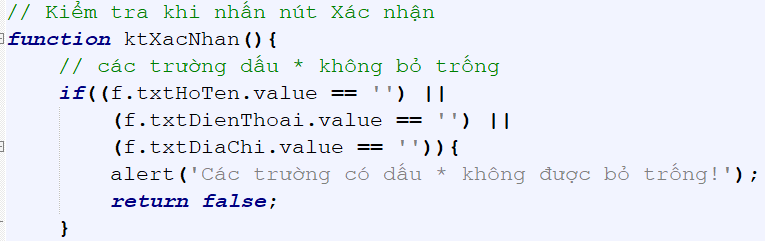 // Kiểm tra khi nhấn nút Xác nhận
function ktXacNhan(){
// các trường dấu * không bỏ trống
if((f.txtHoTen.value == '') ||
(f.txtDienThoai.value == '') ||
(f.txtDiaChi.value == '')){
alert('Các trường có dấu * không được bỏ trống!');
return false;
}